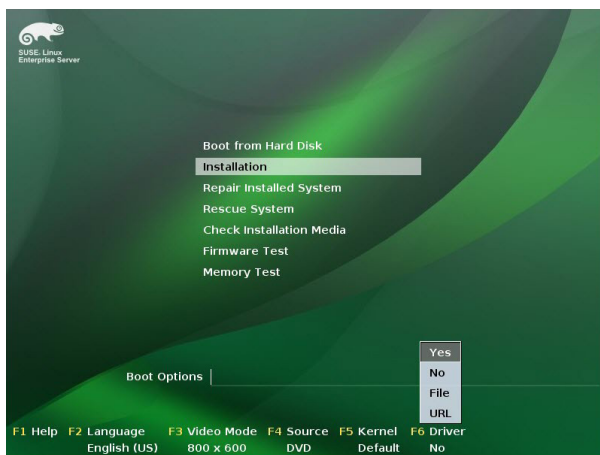 SUSE. Linux
Enterprise Server
Boot from Hard Disk
Installation
Repair Installed System
Rescue System
Check Installation Media
Firmware Test
Memory Test
Yes
No
File
URL
Boot Options
F1 Help F2 Language F3 Video Mode F4 Source F5 Kernel F6 Driver
English (US) 800 x 600 DVD Default No